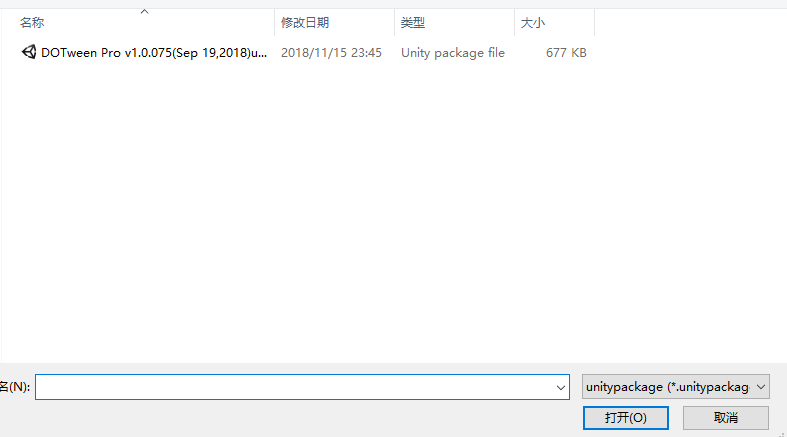 名称 修改日期 类型 大小
DOTween Pro v1.0.075(Sep 19,2018)u... 2018/11/15 23:45 Unity package file 677 KB
名(N): unitypackage (*.unitypackag
打开(O) 取消